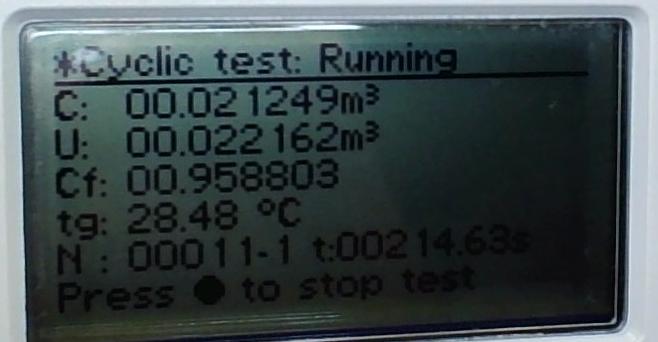 *Cyclic test: Running
C: 00.021249m³
U: 00.022162m³
Cf: 00.958803
tg: 28.48 °C
N : 00011-1 t:00214.63s
Press ● to stop test